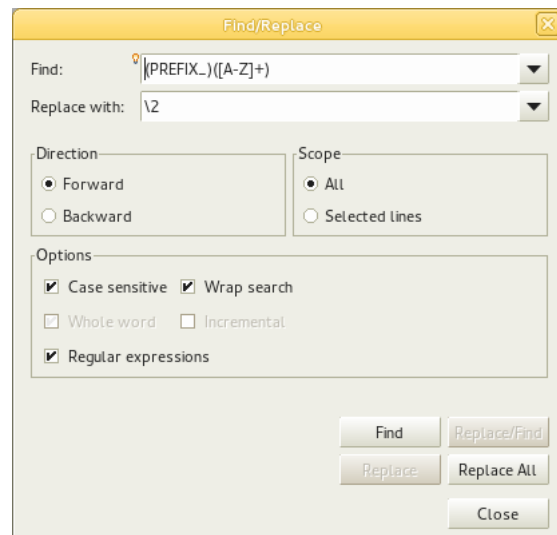 Find/Replace
Find: (PREFIX_)([A-Z]+)
Replace with: \2
Direction
Forward
Backward
Scope
All
Selected lines
Options
Case sensitive Wrap search
Whole word Incremental
Regular expressions
Find Replace/Find
Replace Replace All
Close